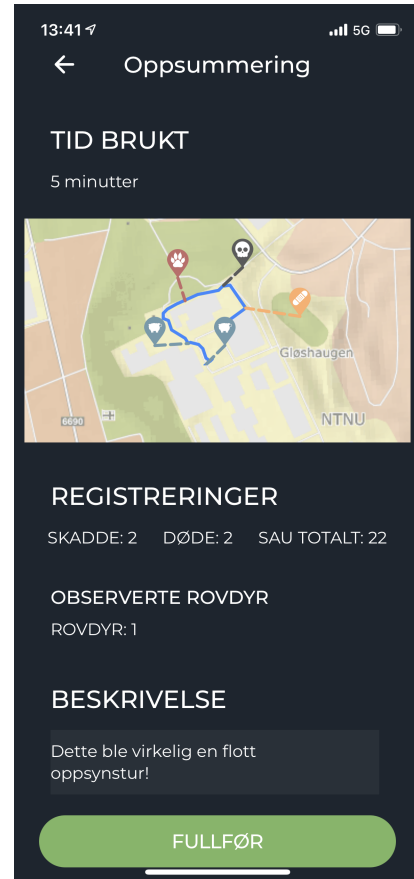 13:41
5G
Oppsummering
TID BRUKT
5 minutter
Gløshaugen
6690
NTNU
REGISTRERINGER
SKADDE: 2 DØDE: 2 SAU TOTALT: 22
OBSERVERTE ROVDYR
ROVDYR: 1
BESKRIVELSE
Dette ble virkelig en flott
oppsynstur!
FULLFØR